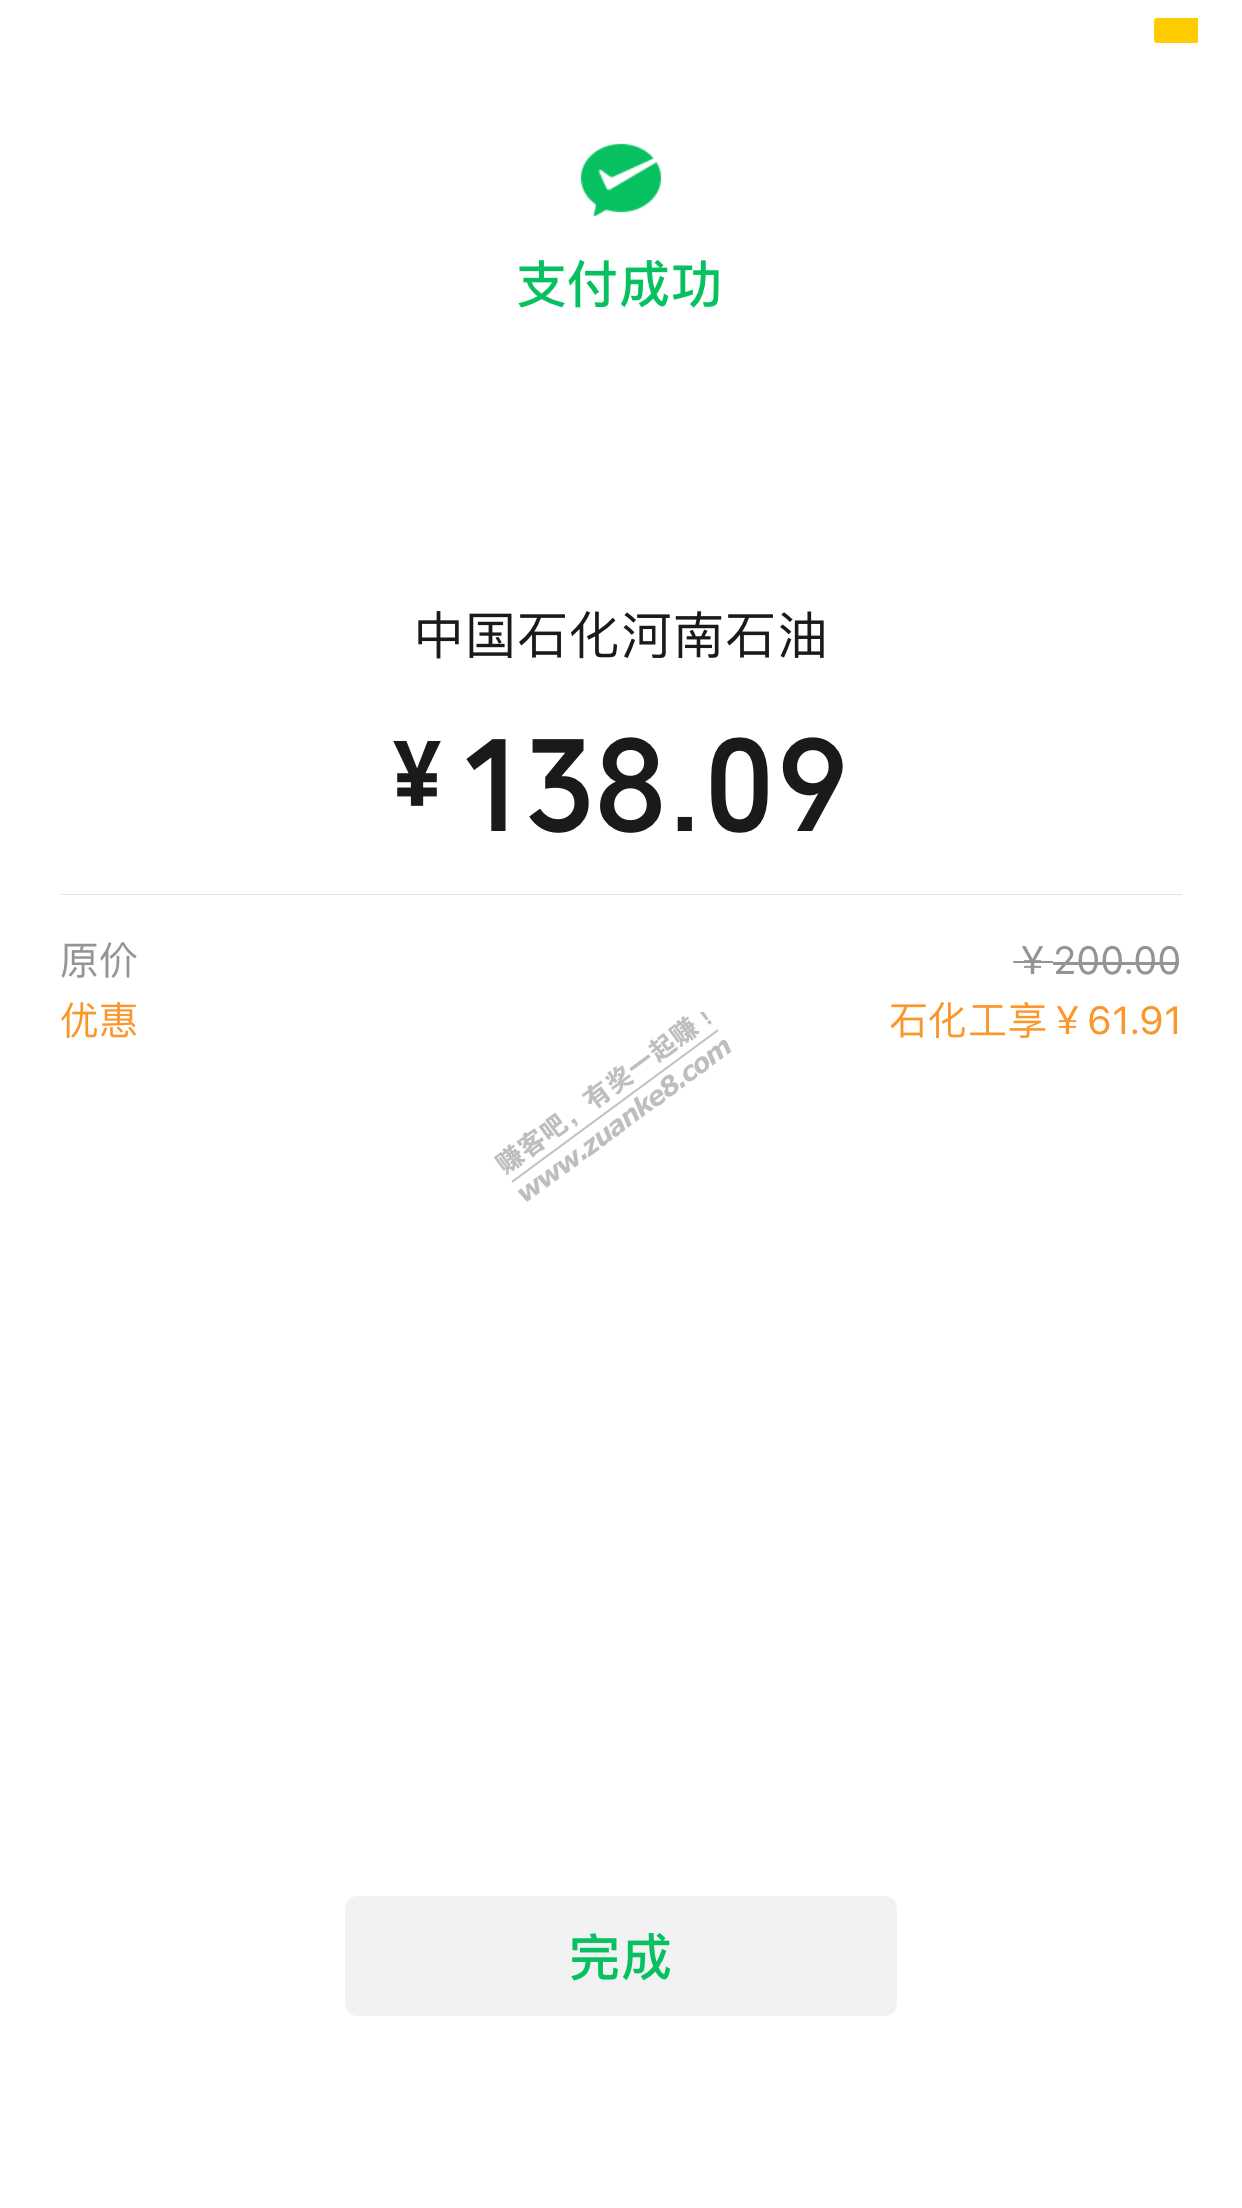 支付成功
中国石化河南石油
¥138.09
原价 ¥200.00
优惠 石化工享¥61.91
赚客吧，有奖一起赚！
www.zuanke8.com
完成